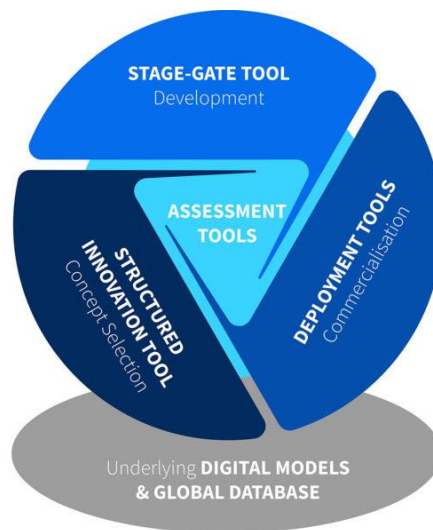 STAGE-GATE TOOL
Development
ASSESSMENT
TOOLS
DEPLOYMENT TOOLS
Commercialisation
STRUCTURED
INNOVATION TOOL
Concept Selection
Underlying DIGITAL MODELS
& GLOBAL DATABASE